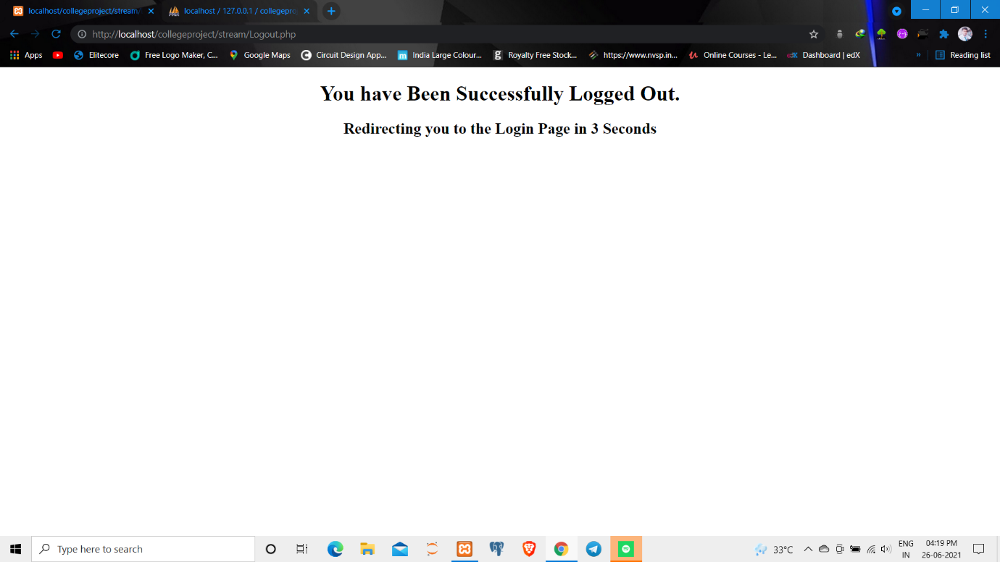 localhost/collegeproject/stream/
localhost / 127.0.0.1 / collegepro
http://localhost/collegeproject/stream/Logout.php
Apps
Elitecore
Free Logo Maker, C...
Google Maps
Circuit Design App...
India Large Colour...
Royalty Free Stock...
https://www.nvsp.in...
Online Courses - Le...
Dashboard | edX
»
Reading list
You have Been Successfully Logged Out.
Redirecting you to the Login Page in 3 Seconds
Type here to search
33°C
ENG
IN
04:19 PM
26-06-2021